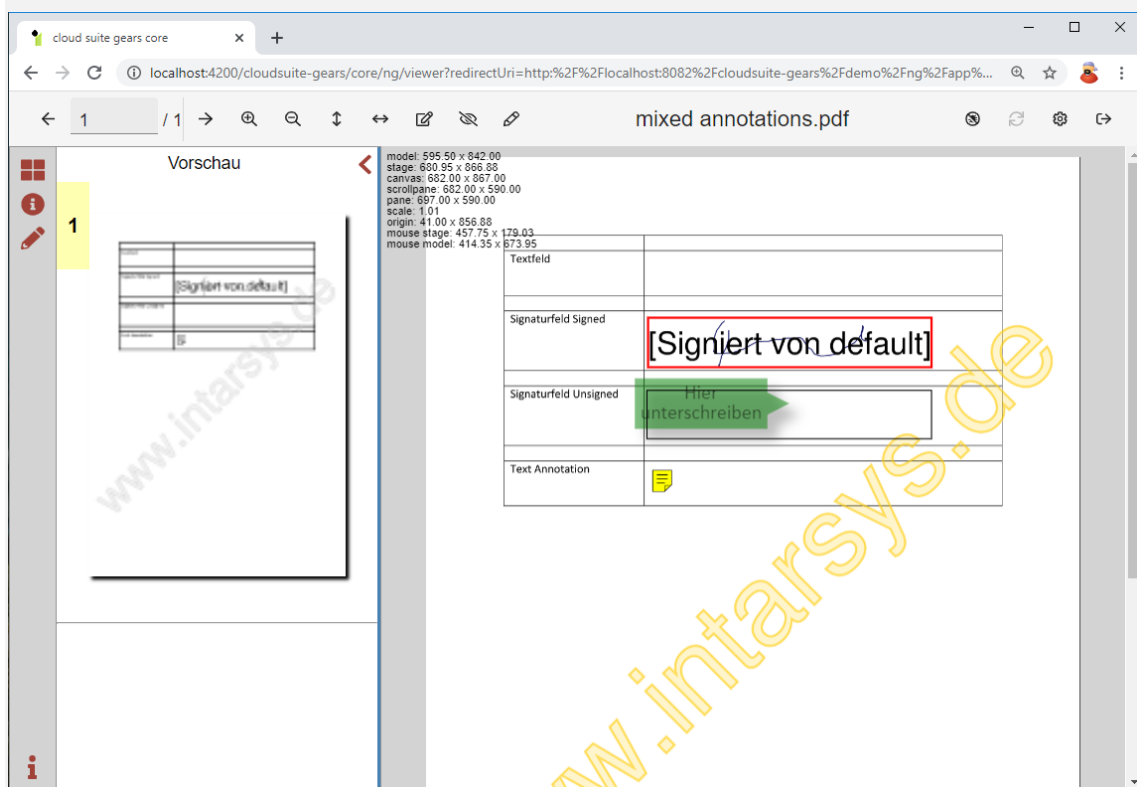 cloud suite gears core
localhost:4200/cloudsuite-gears/core/ng/viewer?redirectUri=http:%2F%2Flocalhost:8082%2Fcloudsuite-gears%2Fdemo%2Fng%2Fapp%...
1 / 1
mixed annotations.pdf
Vorschau
1
[Signiert von default]
www.intarsys.de
model: 595.50 x 842.00
stage: 680.95 x 866.88
canvas: 682.00 x 867.00
scrollpane: 682.00 x 590.00
pane: 697.00 x 590.00
scale: 1.01
origin: 41.00 x 856.88
mouse stage: 457.75 x 179.03
mouse model: 414.35 x 673.95
Textfeld
Signaturfeld Signed
[Signiert von default]
Signaturfeld Unsigned
Hier
unterschreiben
Text Annotation
w.intarsys.de